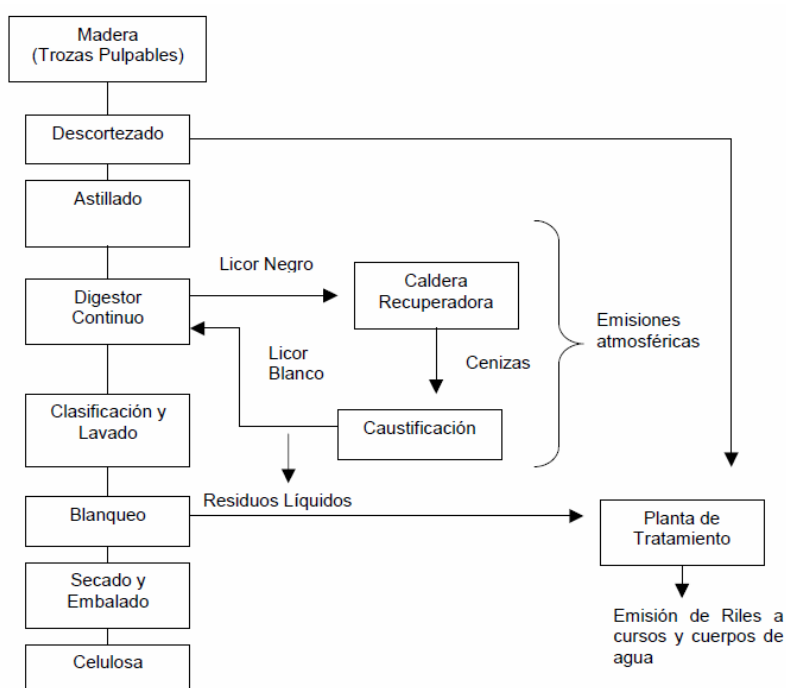 Madera
(Trozas Pulpables)
Descortezado
Astillado
Licor Negro
Caldera
Recuperadora
Digestor
Continuo
Emisiones
atmosféricas
Licor
Blanco
Cenizas
Clasificación y
Lavado
Caustificación
Residuos Líquidos
Blanqueo
Planta de
Tratamiento
Secado y
Embalado
Emisión de Riles a
cursos y cuerpos de
agua
Celulosa